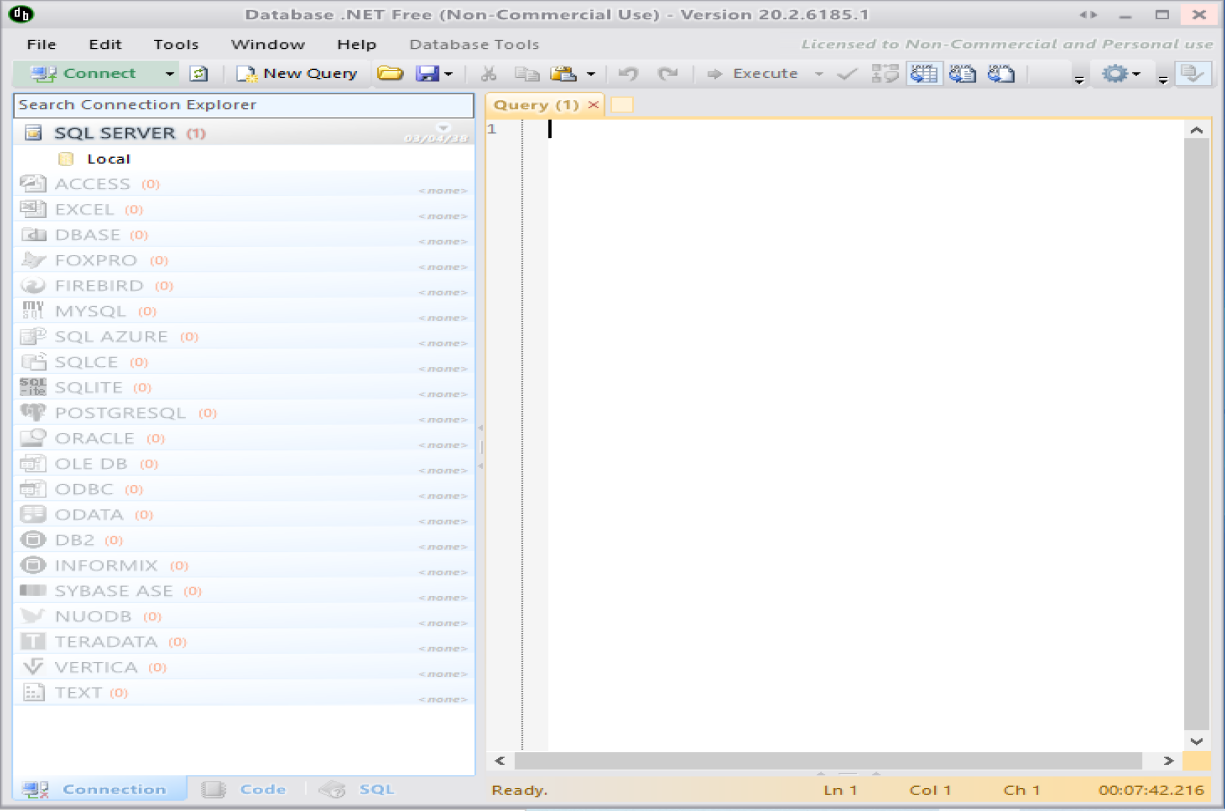 Database .NET Free (Non-Commercial Use) - Version 20.2.6185.1
File Edit Tools Window Help Database Tools Licensed to Non-Commercial and Personal use
Connect New Query Execute
Search Connection Explorer
Query (1)
SQL SERVER (1) 03/04/38
1
Local
ACCESS (0) <none>
EXCEL (0) <none>
DBASE (0) <none>
FOXPRO (0) <none>
FIREBIRD (0) <none>
MYSQL (0) <none>
SQL AZURE (0) <none>
SQLCE (0) <none>
SQLITE (0) <none>
POSTGRESQL (0) <none>
ORACLE (0) <none>
OLE DB (0) <none>
ODBC (0) <none>
ODATA (0) <none>
DB2 (0) <none>
INFORMIX (0) <none>
SYBASE ASE (0) <none>
NUODB (0) <none>
TERADATA (0) <none>
VERTICA (0) <none>
TEXT (0) <none>
Connection Code SQL
Ready. Ln 1 Col 1 Ch 1 00:07:42.216